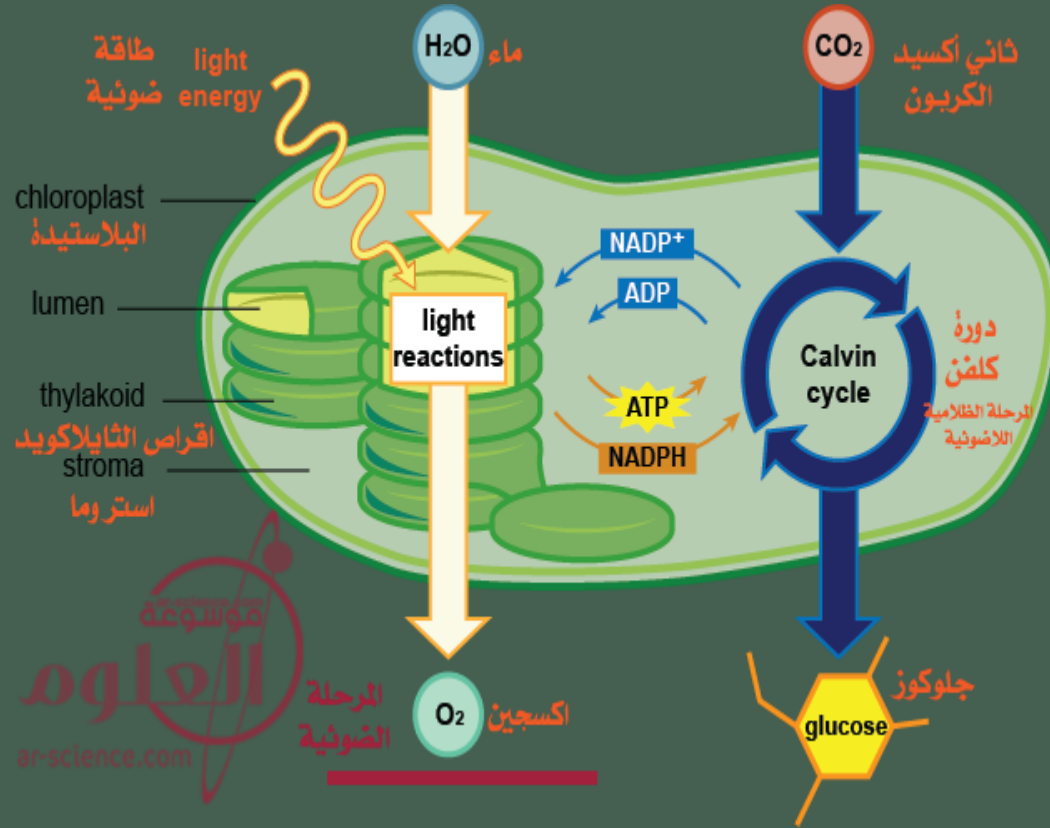 طاقة
ضوئية
light
energy
H₂O
ماء
CO₂
ثاني أكسيد
الكربون
chloroplast
البلاستيدة
lumen
thylakoid
اقراص الثايلاكويد
stroma
استروما
light
reactions
NADP⁺
ADP
ATP
NADPH
Calvin
cycle
دورة
كلفن
المرحلة الظلامية
اللاضوئية
موسوعة
العلوم
ar-science.com
المرحلة
الضوئية
O₂
اكسجين
جلوكوز
glucose